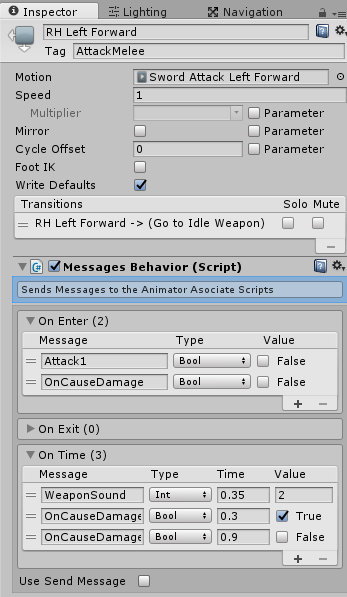 Inspector Lighting Navigation
RH Left Forward
Tag AttackMelee
Motion Sword Attack Left Forward
Speed 1
Multiplier Parameter
Mirror Parameter
Cycle Offset 0 Parameter
Foot IK
Write Defaults
Transitions Solo Mute
= RH Left Forward -> (Go to Idle Weapon)
−
C# Messages Behavior (Script)
Sends Messages to the Animator Asociate Scripts
On Enter (2)
Message Type Value
= Attack1 Bool False
= OnCauseDamage Bool False
+ −
On Exit (0)
On Time (3)
Message Type Time Value
= WeaponSound Int 0.35 2
= OnCauseDamage Bool 0.3 True
= OnCauseDamage Bool 0.9 False
+ −
Use Send Message